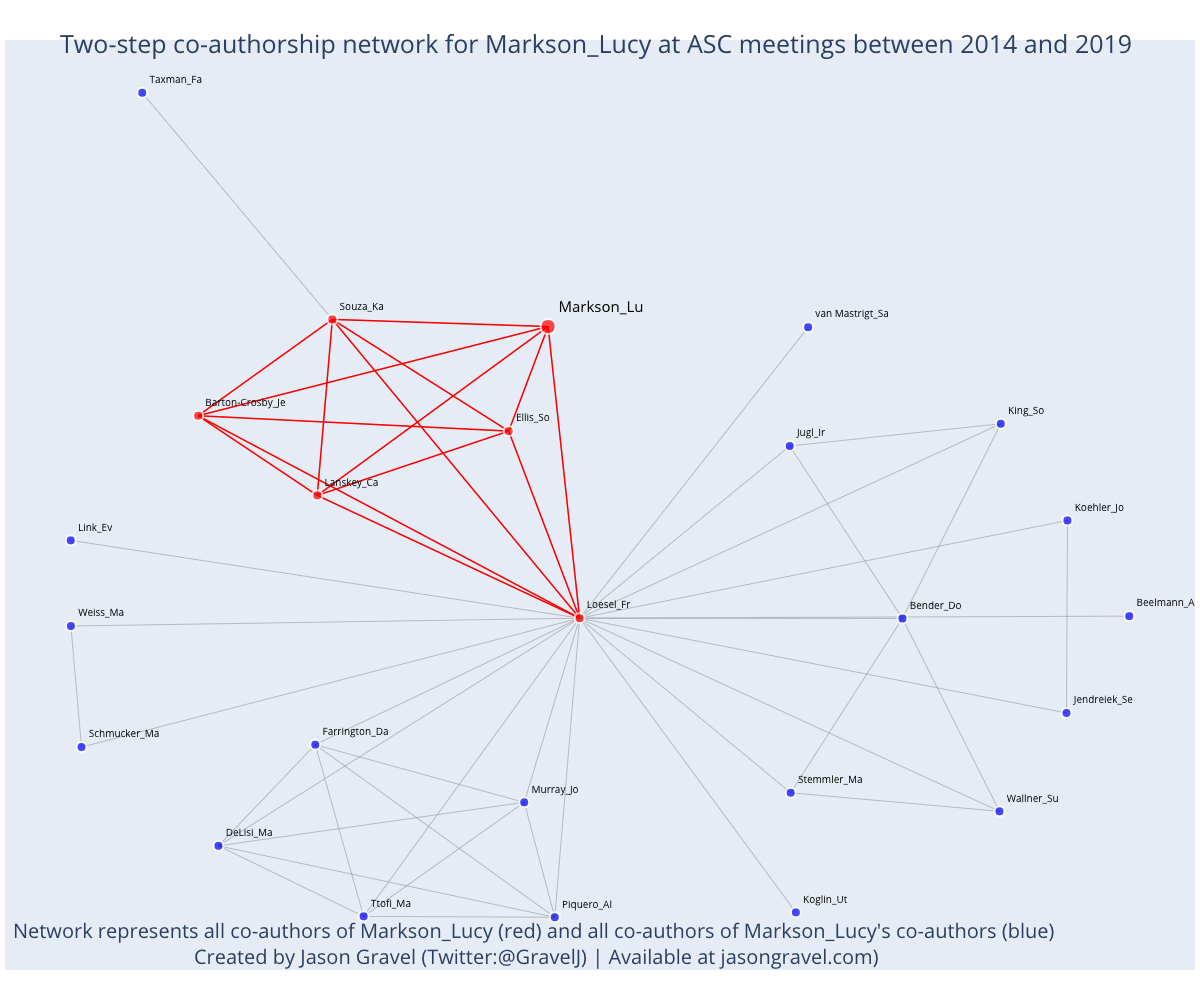 Two-step co-authorship network for Markson_Lucy at ASC meetings between 2014 and 2019
Taxman_Fa
Souza_Ka
Markson_Lu
van Mastrigt_Sa
Barton-Crosby_Je
Ellis_So
King_So
Jugl_Ir
Lanskey_Ca
Koehler_Jo
Link_Ev
Loesel_Fr
Bender_Do
Beelmann_A
Weiss_Ma
Jendreiek_Se
Schmucker_Ma
Farrington_Da
Stemmler_Ma
Murray_Jo
Wallner_Su
DeLisi_Ma
Ttofi_Ma
Piquero_Al
Koglin_Ut
Network represents all co-authors of Markson_Lucy (red) and all co-authors of Markson_Lucy's co-authors (blue)
Created by Jason Gravel (Twitter:@GravelJ) | Available at jasongravel.com)